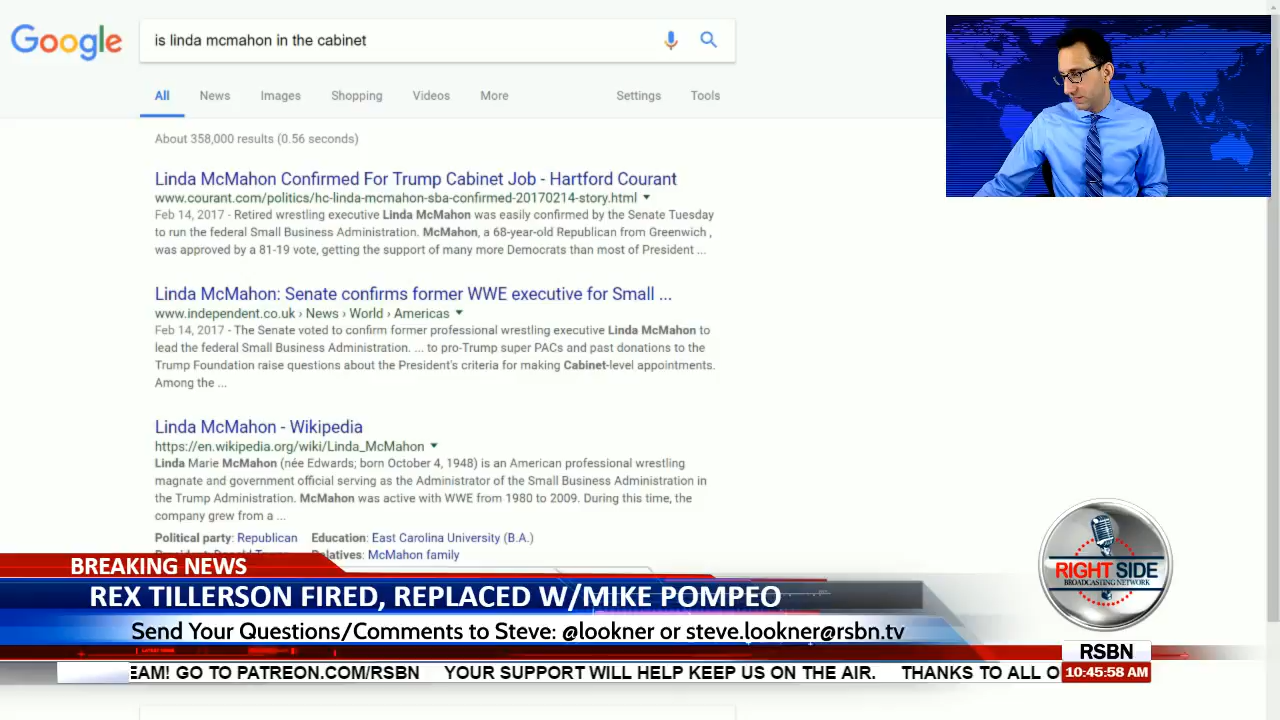 Google
is linda mcmahon in the cabinet
All News Images Shopping Videos More Settings Tools
About 358,000 results (0.56 seconds)
Linda McMahon Confirmed For Trump Cabinet Job - Hartford Courant
www.courant.com/politics/hc-linda-mcmahon-sba-confirmed-20170214-story.html
Feb 14, 2017 - Retired wrestling executive Linda McMahon was easily confirmed by the Senate Tuesday
to run the federal Small Business Administration. McMahon, a 68-year-old Republican from Greenwich ,
was approved by a 81-19 vote, getting the support of many more Democrats than most of President ...
Linda McMahon: Senate confirms former WWE executive for Small ...
www.independent.co.uk › News › World › Americas
Feb 14, 2017 - The Senate voted to confirm former professional wrestling executive Linda McMahon to
lead the federal Small Business Administration. ... to pro-Trump super PACs and past donations to the
Trump Foundation raise questions about the President's criteria for making Cabinet-level appointments.
Among the ...
Linda McMahon - Wikipedia
https://en.wikipedia.org/wiki/Linda_McMahon
Linda Marie McMahon (née Edwards; born October 4, 1948) is an American professional wrestling
magnate and government official serving as the Administrator of the Small Business Administration in
the Trump Administration. McMahon was active with WWE from 1980 to 2009. During this time, the
company grew from a ...
Political party: Republican Education: East Carolina University (B.A.)
Relatives: McMahon family
BREAKING NEWS
REX TILLERSON FIRED, REPLACED W/MIKE POMPEO
Send Your Questions/Comments to Steve: @lookner or steve.lookner@rsbn.tv
LATEST NEWS
RIGHT SIDE
BROADCASTING NETWORK
RSBN
10:45:58 AM
EAM! GO TO PATREON.COM/RSBN YOUR SUPPORT WILL HELP KEEP US ON THE AIR. THANKS TO ALL O